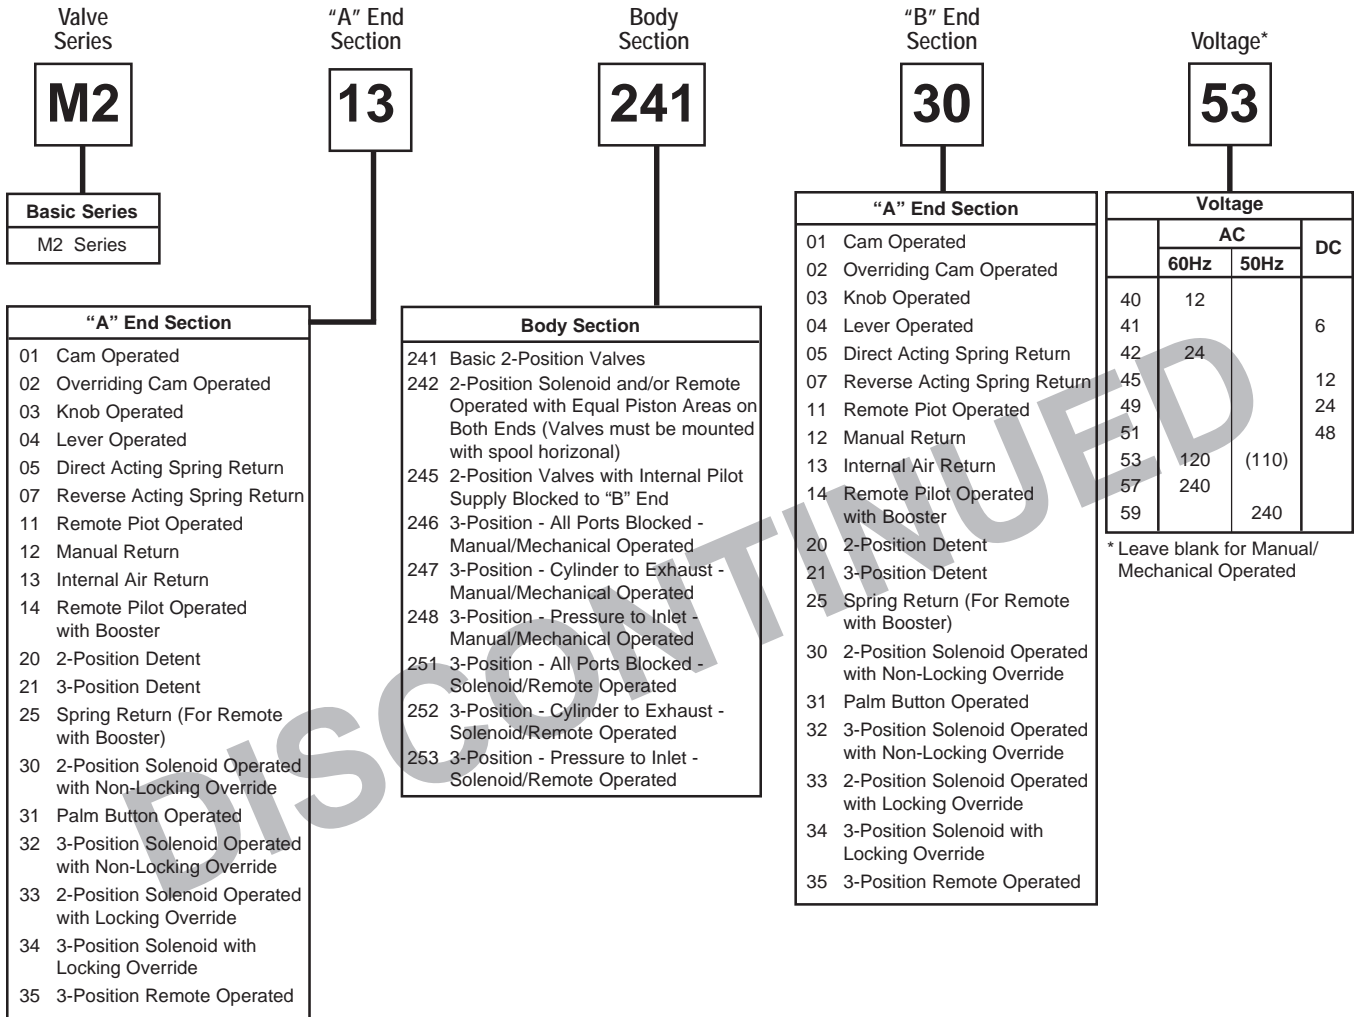 Valve
Series
"A" End
Section
Body
Section
"B" End
Section
Voltage*
M2
13
241
30
53
Basic Series
M2 Series
"A" End Section
01 Cam Operated
02 Overriding Cam Operated
03 Knob Operated
04 Lever Operated
05 Direct Acting Spring Return
07 Reverse Acting Spring Return
11 Remote Piot Operated
12 Manual Return
13 Internal Air Return
14 Remote Pilot Operated
with Booster
20 2-Position Detent
21 3-Position Detent
25 Spring Return (For Remote
with Booster)
30 2-Position Solenoid Operated
with Non-Locking Override
31 Palm Button Operated
32 3-Position Solenoid Operated
with Non-Locking Override
33 2-Position Solenoid Operated
with Locking Override
34 3-Position Solenoid with
Locking Override
35 3-Position Remote Operated
Body Section
241 Basic 2-Position Valves
242 2-Position Solenoid and/or Remote
Operated with Equal Piston Areas on
Both Ends (Valves must be mounted
with spool horizonal)
245 2-Position Valves with Internal Pilot
Supply Blocked to "B" End
246 3-Position - All Ports Blocked -
Manual/Mechanical Operated
247 3-Position - Cylinder to Exhaust -
Manual/Mechanical Operated
248 3-Position - Pressure to Inlet -
Manual/Mechanical Operated
251 3-Position - All Ports Blocked -
Solenoid/Remote Operated
252 3-Position - Cylinder to Exhaust -
Solenoid/Remote Operated
253 3-Position - Pressure to Inlet -
Solenoid/Remote Operated
"A" End Section
01 Cam Operated
02 Overriding Cam Operated
03 Knob Operated
04 Lever Operated
05 Direct Acting Spring Return
07 Reverse Acting Spring Return
11 Remote Piot Operated
12 Manual Return
13 Internal Air Return
14 Remote Pilot Operated
with Booster
20 2-Position Detent
21 3-Position Detent
25 Spring Return (For Remote
with Booster)
30 2-Position Solenoid Operated
with Non-Locking Override
31 Palm Button Operated
32 3-Position Solenoid Operated
with Non-Locking Override
33 2-Position Solenoid Operated
with Locking Override
34 3-Position Solenoid with
Locking Override
35 3-Position Remote Operated
Voltage
AC DC
60Hz 50Hz
40 12
41 6
42 24
45 12
49 24
51 48
53 120 (110)
57 240
59 240
* Leave blank for Manual/
Mechanical Operated
DISCONTINUED